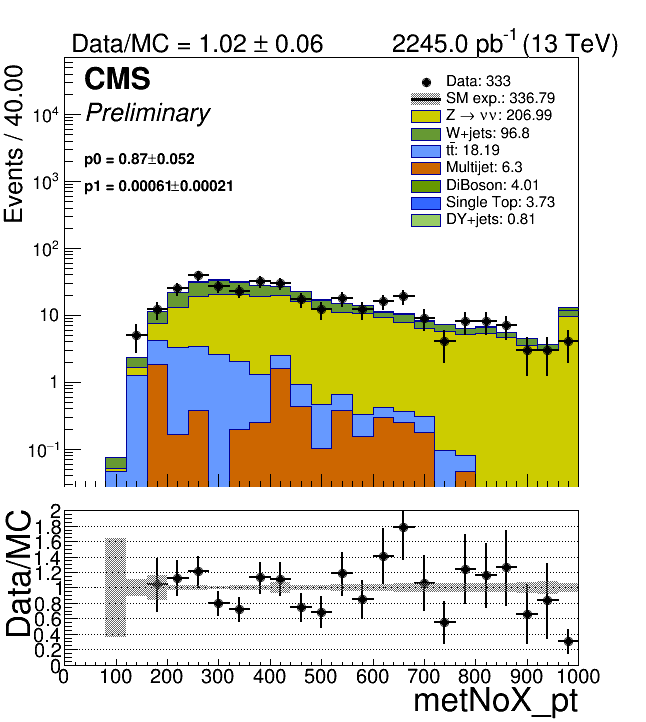 Data/MC = 1.02 ± 0.06 2245.0 pb⁻¹ (13 TeV)
CMS
Preliminary
p0 = 0.87±0.052
p1 = 0.00061±0.00021
Data: 333
SM exp.: 336.79
Z → νν: 206.99
W+jets: 96.8
tt̄: 18.19
Multijet: 6.3
DiBoson: 4.01
Single Top: 3.73
DY+jets: 0.81
Events / 40.00
10⁴
10³
10²
10
1
10⁻¹
Data/MC
2
1.8
1.6
1.4
1.2
1
0.8
0.6
0.4
0.2
0
0 100 200 300 400 500 600 700 800 900 1000
metNoX_pt